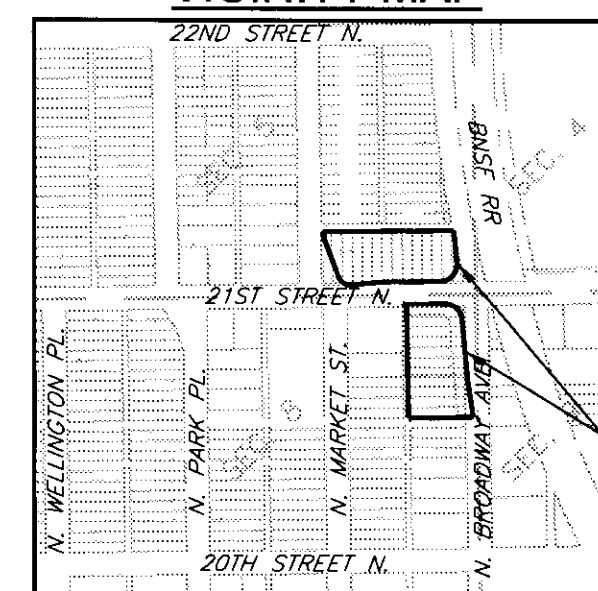 VICINITY MAP
22ND STREET N.
SEC. 5
SEC. 4
BNSF RR
21ST STREET N.
N WELLINGTON PL.
N. PARK PL.
N. MARKET ST.
N. BROADWAY AVE
SEC. 8
SEC.
20TH STREET N.